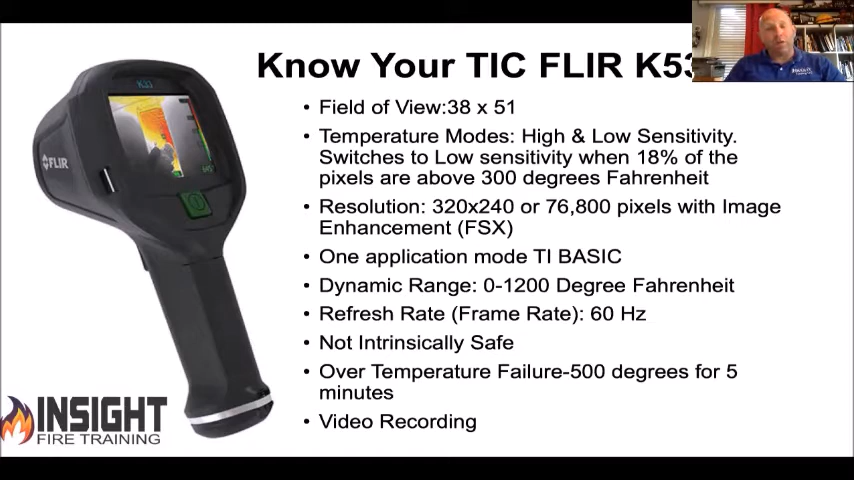 Know Your TIC FLIR K53
• Field of View:38 x 51
• Temperature Modes: High & Low Sensitivity.
Switches to Low sensitivity when 18% of the
pixels are above 300 degrees Fahrenheit
• Resolution: 320x240 or 76,800 pixels with Image
Enhancement (FSX)
• One application mode TI BASIC
• Dynamic Range: 0-1200 Degree Fahrenheit
• Refresh Rate (Frame Rate): 60 Hz
• Not Intrinsically Safe
• Over Temperature Failure-500 degrees for 5
minutes
• Video Recording
K33
FLIR
INSIGHT
FIRE TRAINING